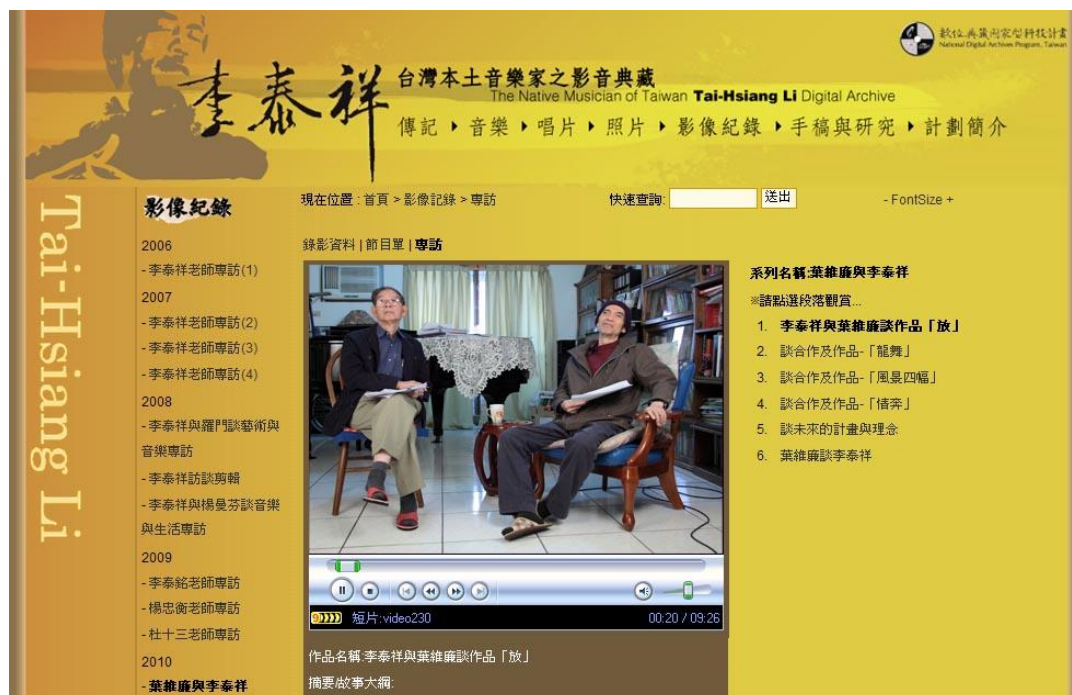 數位典藏國家型科技計畫
National Digital Archives Program, Taiwan
李泰祥
台灣本土音樂家之影音典藏
The Native Musician of Taiwan Tai-Hsiang Li Digital Archive
傳記 ▸ 音樂 ▸ 唱片 ▸ 照片 ▸ 影像紀錄 ▸ 手稿與研究 ▸ 計劃簡介
Tai-Hsiang Li
影像紀錄
現在位置 : 首頁 > 影像記錄 > 專訪
快速查詢:
送出
- FontSize +
2006
- 李泰祥老師專訪(1)
2007
- 李泰祥老師專訪(2)
- 李泰祥老師專訪(3)
- 李泰祥老師專訪(4)
2008
- 李泰祥與羅門談藝術與
音樂專訪
- 李泰祥訪談剪輯
- 李泰祥與楊曼芬談音樂
與生活專訪
2009
- 李泰銘老師專訪
- 楊忠衡老師專訪
- 杜十三老師專訪
2010
- 葉維廉與李泰祥
錄影資料 | 節目單 | 專訪
短片:video230
00:20 / 09:26
作品名稱:李泰祥與葉維廉談作品「放」
摘要/故事大綱:
系列名稱:葉維廉與李泰祥
※請點選段落觀賞...
1. 李泰祥與葉維廉談作品「放」
2. 談合作及作品-「龍舞」
3. 談合作及作品-「風景四幅」
4. 談合作及作品-「情奔」
5. 談未來的計畫與理念
6. 葉維廉談李泰祥